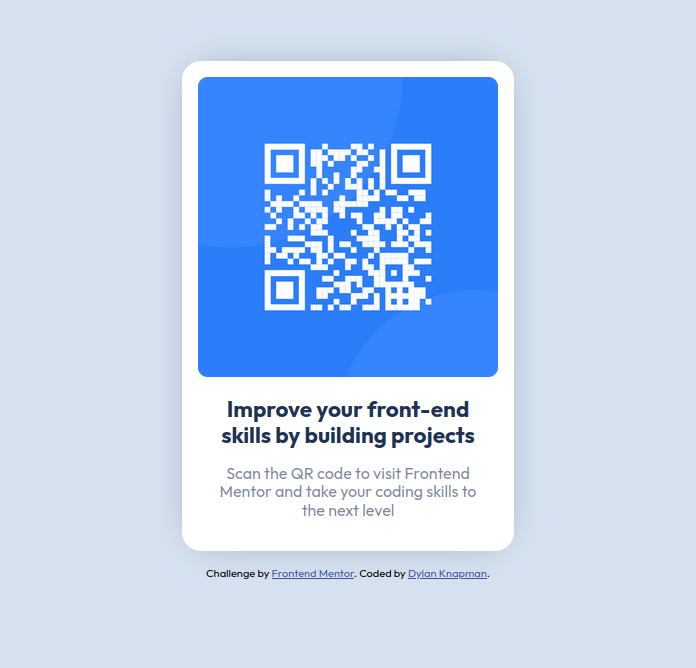 Improve your front-end
skills by building projects
Scan the QR code to visit Frontend
Mentor and take your coding skills to
the next level
Challenge by Frontend Mentor. Coded by Dylan Knapman.